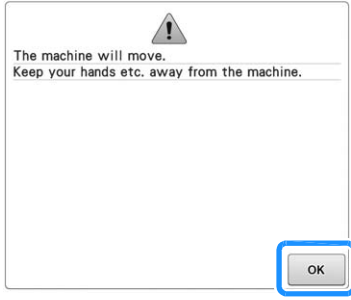 The machine will move.
Keep your hands etc. away from the machine.
OK